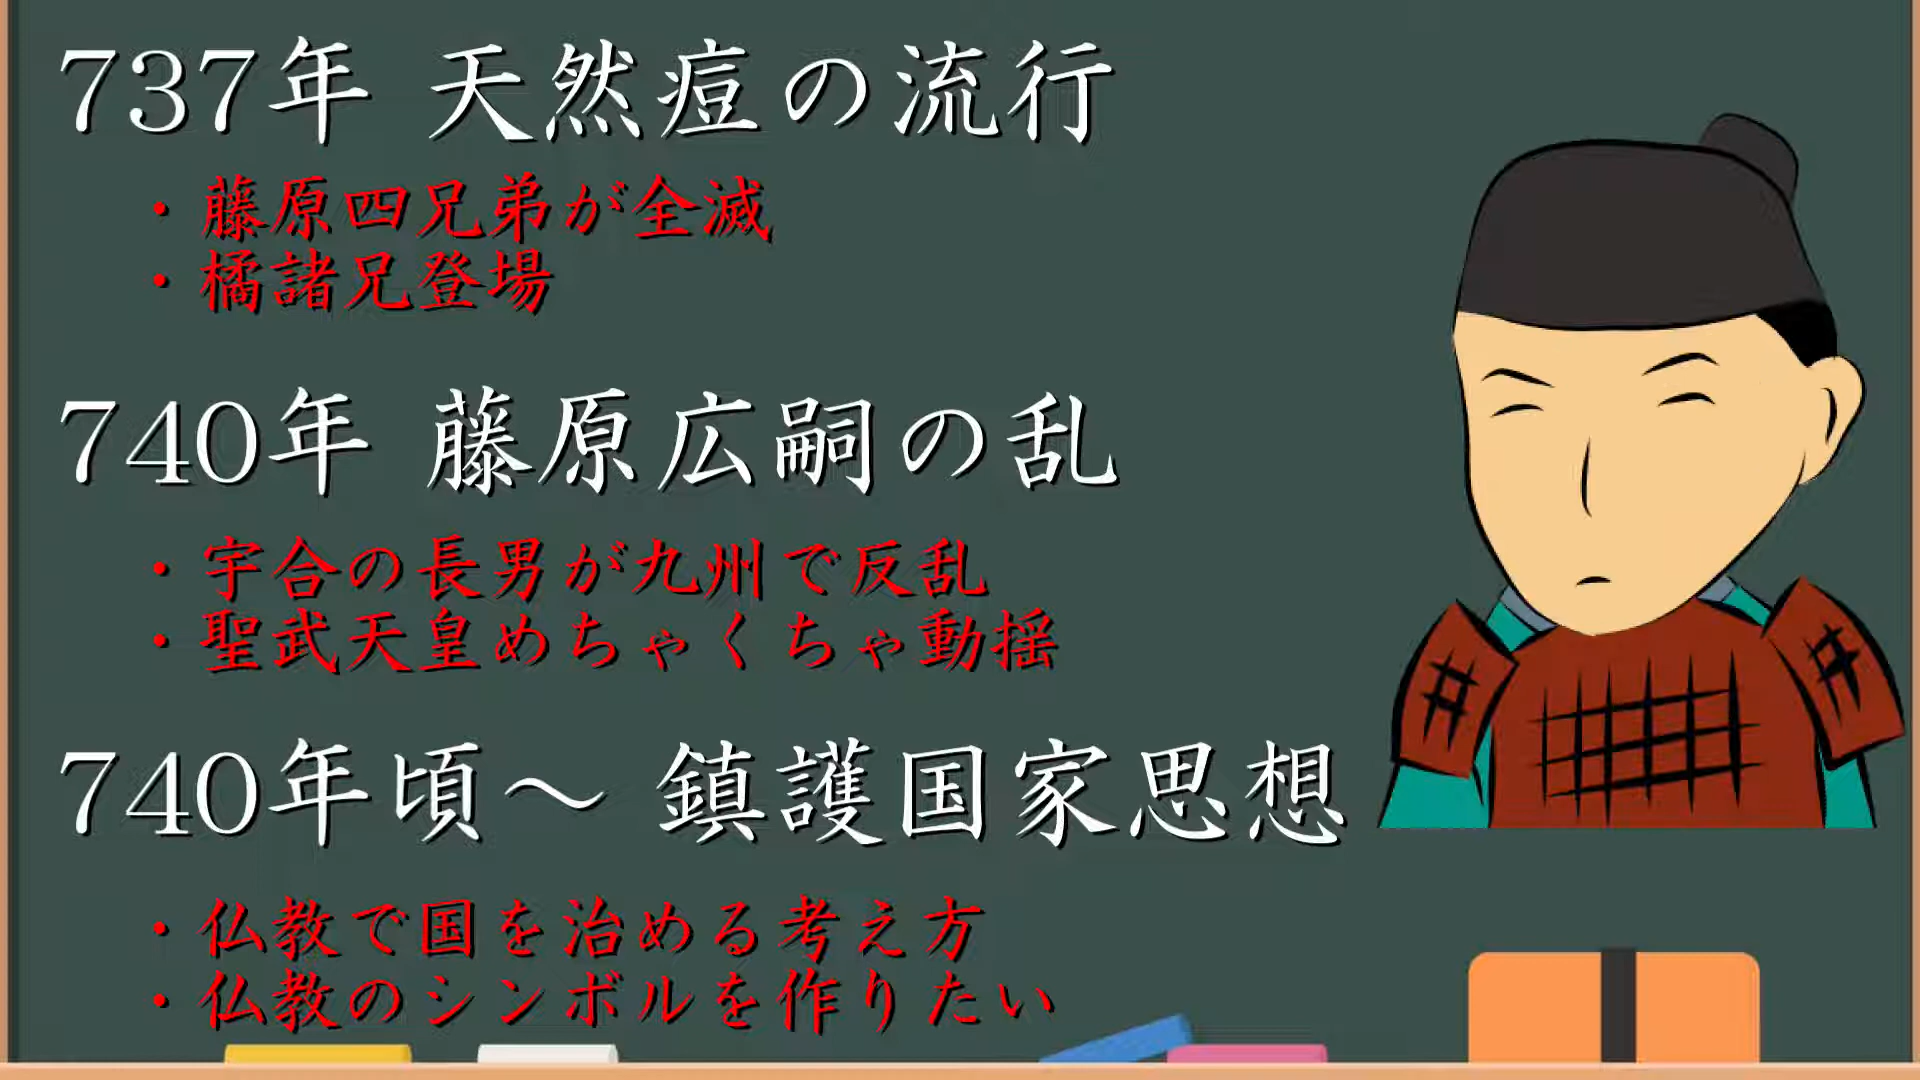 737年 天然痘の流行
・藤原四兄弟が全滅
・橘諸兄登場
740年 藤原広嗣の乱
・宇合の長男が九州で反乱
・聖武天皇めちゃくちゃ動揺
740年頃～ 鎮護国家思想
・仏教で国を治める考え方
・仏教のシンボルを作りたい